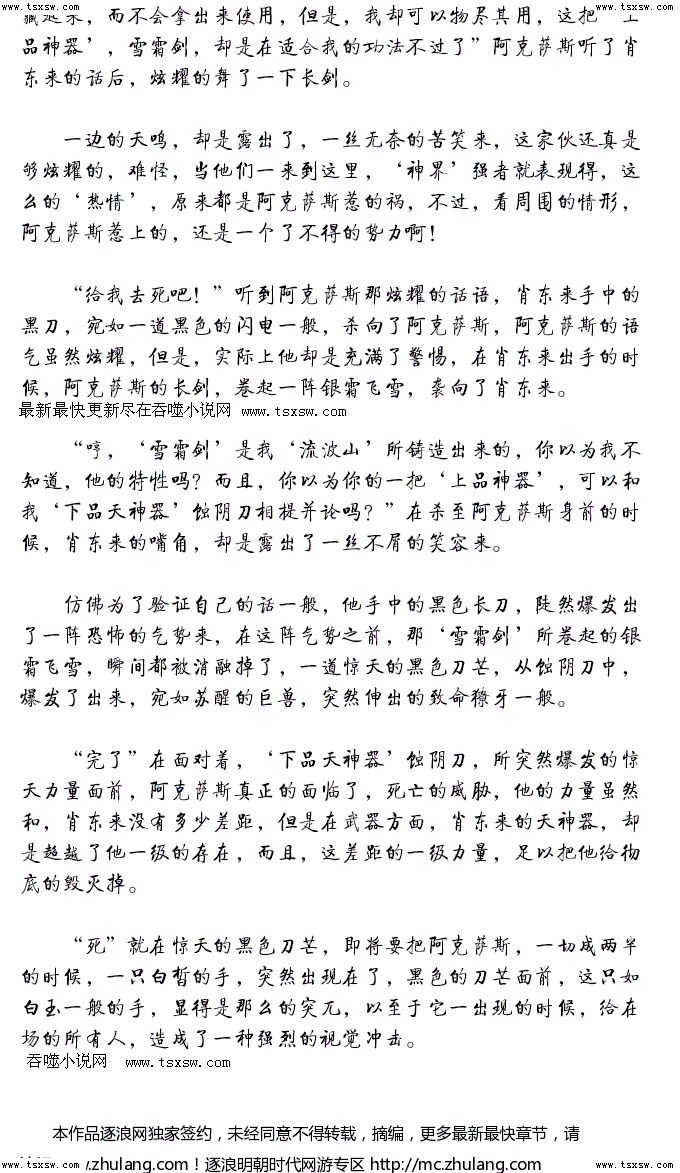 www.tsxsw.com www.tsxsw.com
藏起来，而不会拿出来使用，但是，我却可以物尽其用，这把‘上
品神器’，雪霜剑，却是在适合我的功法不过了”阿克萨斯听了肖
东来的话后，炫耀的舞了一下长剑。
一边的天鸣，却是露出了，一丝无奈的苦笑来，这家伙还真是
够炫耀的，难怪，当他们一来到这里，‘神界’强者就表现得，这
么的‘热情’，原来都是阿克萨斯惹的祸，不过，看周围的情形，
阿克萨斯惹上的，还是一个了不得的势力啊！
“给我去死吧！”听到阿克萨斯那炫耀的话语，肖东来手中的
黑刀，宛如一道黑色的闪电一般，杀向了阿克萨斯，阿克萨斯的语
气虽然炫耀，但是，实际上他却是充满了警惕，在肖东来出手的时
候，阿克萨斯的长剑，卷起一阵银霜飞雪，袭向了肖东来。
最新最快更新尽在吞噬小说网 www.tsxsw.com
“哼，‘雪霜剑’是我‘流波山’所铸造出来的，你以为我不
知道，他的特性吗？而且，你以为你的一把‘上品神器’，可以和
我‘下品天神器’蚀阴刀相提并论吗？”在杀至阿克萨斯身前的时
候，肖东来的嘴角，却是露出了一丝不屑的笑容来。
仿佛为了验证自己的话一般，他手中的黑色长刀，陡然爆发出
了一阵恐怖的气势来，在这阵气势之前，那‘雪霜剑’所卷起的银
霜飞雪，瞬间都被消融掉了，一道惊天的黑色刀芒，从蚀阴刀中，
爆发了出来，宛如苏醒的巨兽，突然伸出的致命獠牙一般。
“完了”在面对着，‘下品天神器’蚀阴刀，所突然爆发的惊
天力量面前，阿克萨斯真正的面临了，死亡的威胁，他的力量虽然
和，肖东来没有多少差距，但是在武器方面，肖东来的天神器，却
是超越了他一级的存在，而且，这差距的一级力量，足以把他给彻
底的毁灭掉。
“死”就在惊天的黑色刀芒，即将要把阿克萨斯，一切成两半
的时候，一只白皙的手，突然出现在了，黑色的刀芒面前，这只如
白玉一般的手，显得是那么的突兀，以至于它一出现的时候，给在
场的所有人，造成了一种强烈的视觉冲击。
吞噬小说网 www.tsxsw.com
本作品逐浪网独家签约，未经同意不得转载，摘编，更多最新最快章节，请
.zhulang.com！逐浪明朝时代网游专区 http://mc.zhulang.com/
www.tsxsw.com www.tsxsw.com